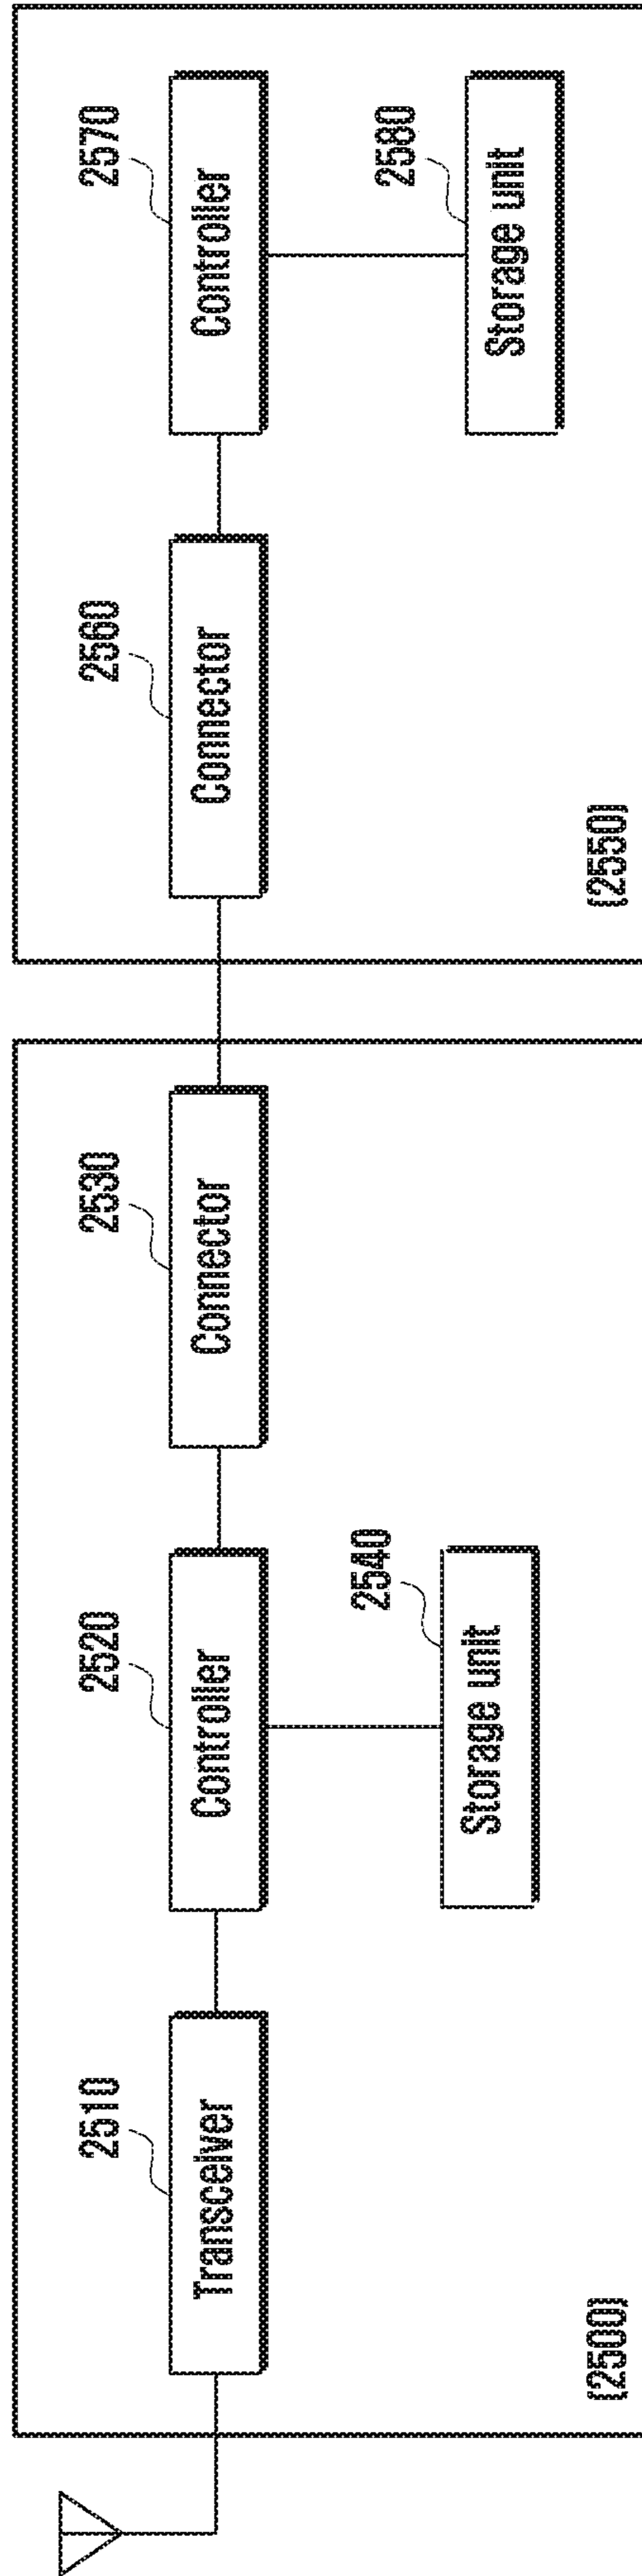 2510
Transceiver
2520
Controller
2530
Connector
2540
Storage unit
(2500)
2560
Connector
2570
Controller
2580
Storage unit
(2550)